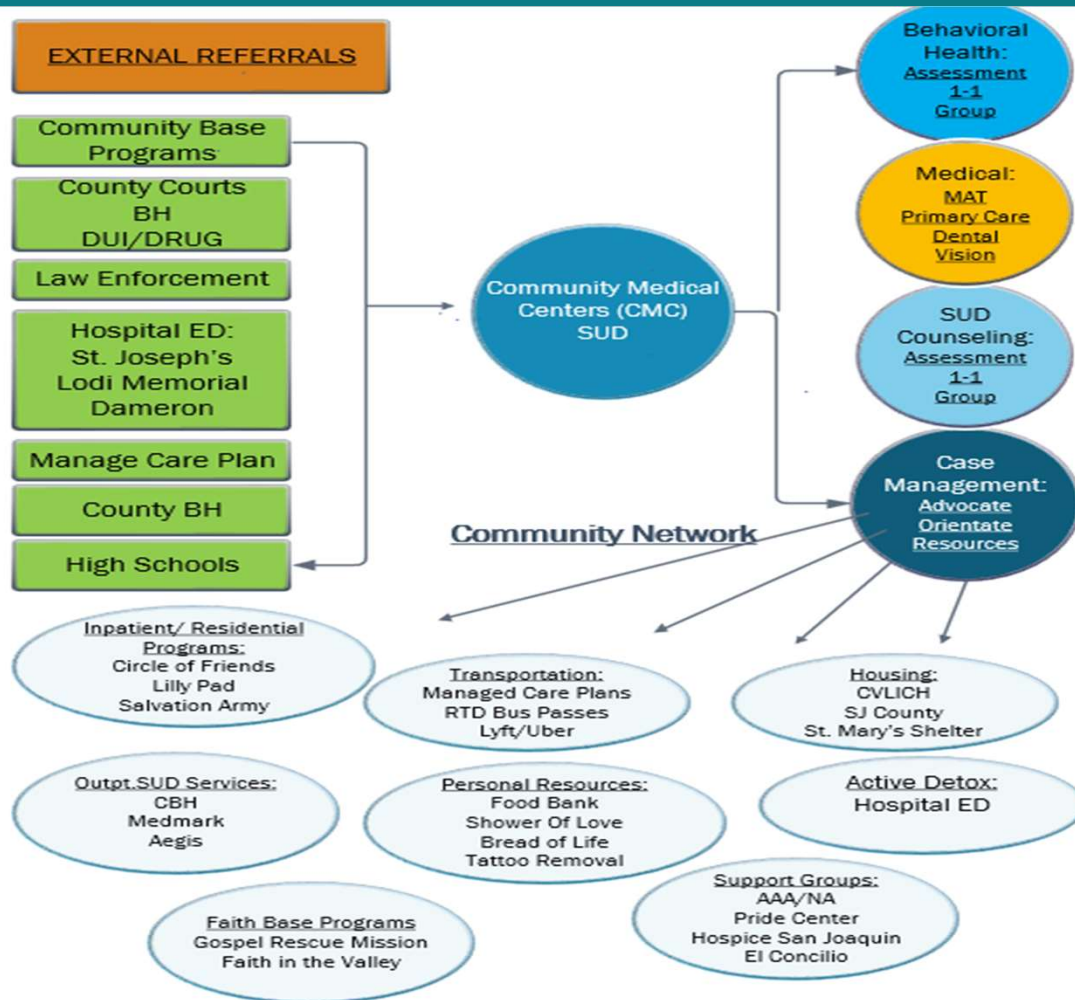 EXTERNAL REFERRALS
Community Base
Programs
County Courts
BH
DUI/DRUG
Law Enforcement
Hospital ED:
St. Joseph's
Lodi Memorial
Dameron
Manage Care Plan
County BH
High Schools
Community Medical
Centers (CMC)
SUD
Behavioral
Health:
Assessment
1-1
Group
Medical:
MAT
Primary Care
Dental
Vision
SUD
Counseling:
Assessment
1-1
Group
Case
Management:
Advocate
Orientate
Resources
Community Network
Inpatient/ Residential
Programs:
Circle of Friends
Lilly Pad
Salvation Army
Transportation:
Managed Care Plans
RTD Bus Passes
Lyft/Uber
Housing:
CVLICH
SJ County
St. Mary's Shelter
Outpt.SUD Services:
CBH
Medmark
Aegis
Personal Resources:
Food Bank
Shower Of Love
Bread of Life
Tattoo Removal
Active Detox:
Hospital ED
Faith Base Programs
Gospel Rescue Mission
Faith in the Valley
Support Groups:
AAA/NA
Pride Center
Hospice San Joaquin
El Concilio